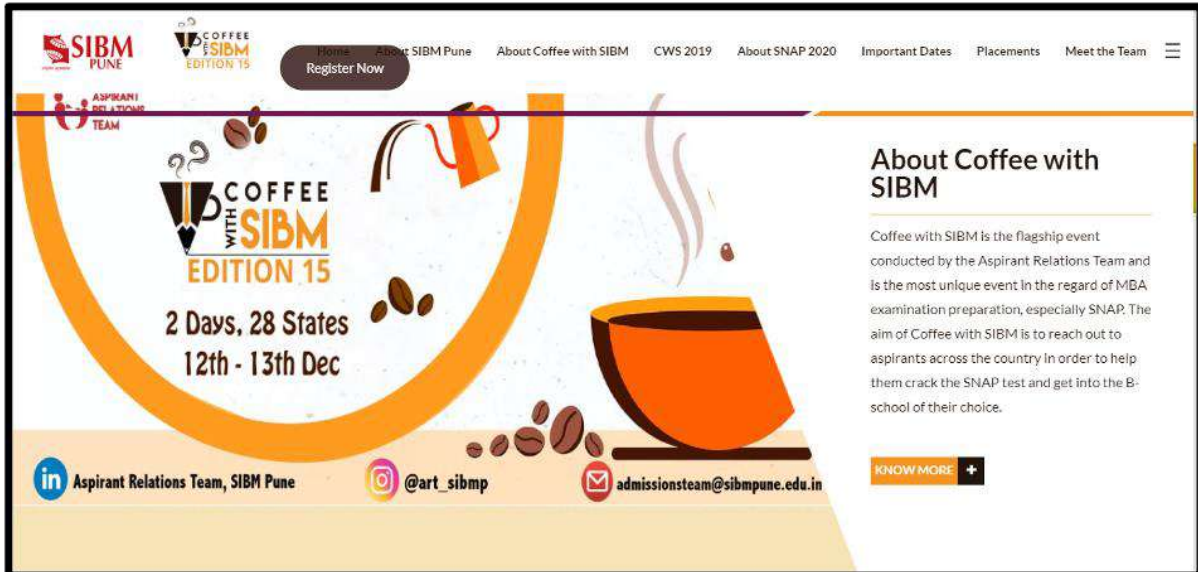 SIBM
PUNE
COFFEE
WITH SIBM
EDITION 15
Home
About SIBM Pune
About Coffee with SIBM
CWS 2019
About SNAP 2020
Important Dates
Placements
Meet the Team
Register Now
ASPIRANT
RELATIONS
TEAM
COFFEE
WITH SIBM
EDITION 15
2 Days, 28 States
12th - 13th Dec
in Aspirant Relations Team, SIBM Pune
@art_sibmp
admissionsteam@sibmpune.edu.in
About Coffee with
SIBM
Coffee with SIBM is the flagship event
conducted by the Aspirant Relations Team and
is the most unique event in the regard of MBA
examination preparation, especially SNAP. The
aim of Coffee with SIBM is to reach out to
aspirants across the country in order to help
them crack the SNAP test and get into the B-
school of their choice.
KNOW MORE +